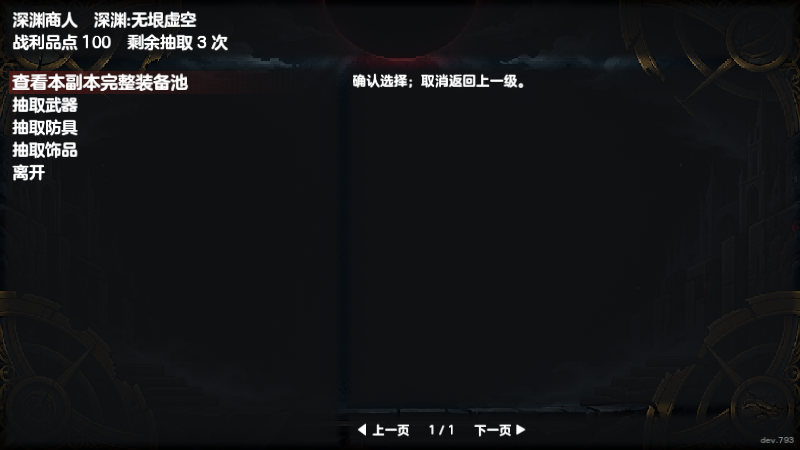 深渊商人　深渊:无垠虚空
战利品点 100　剩余抽取 3 次
查看本副本完整装备池
确认选择；取消返回上一级。
抽取武器
抽取防具
抽取饰品
离开
◀ 上一页　1 / 1　下一页 ▶
dev.793